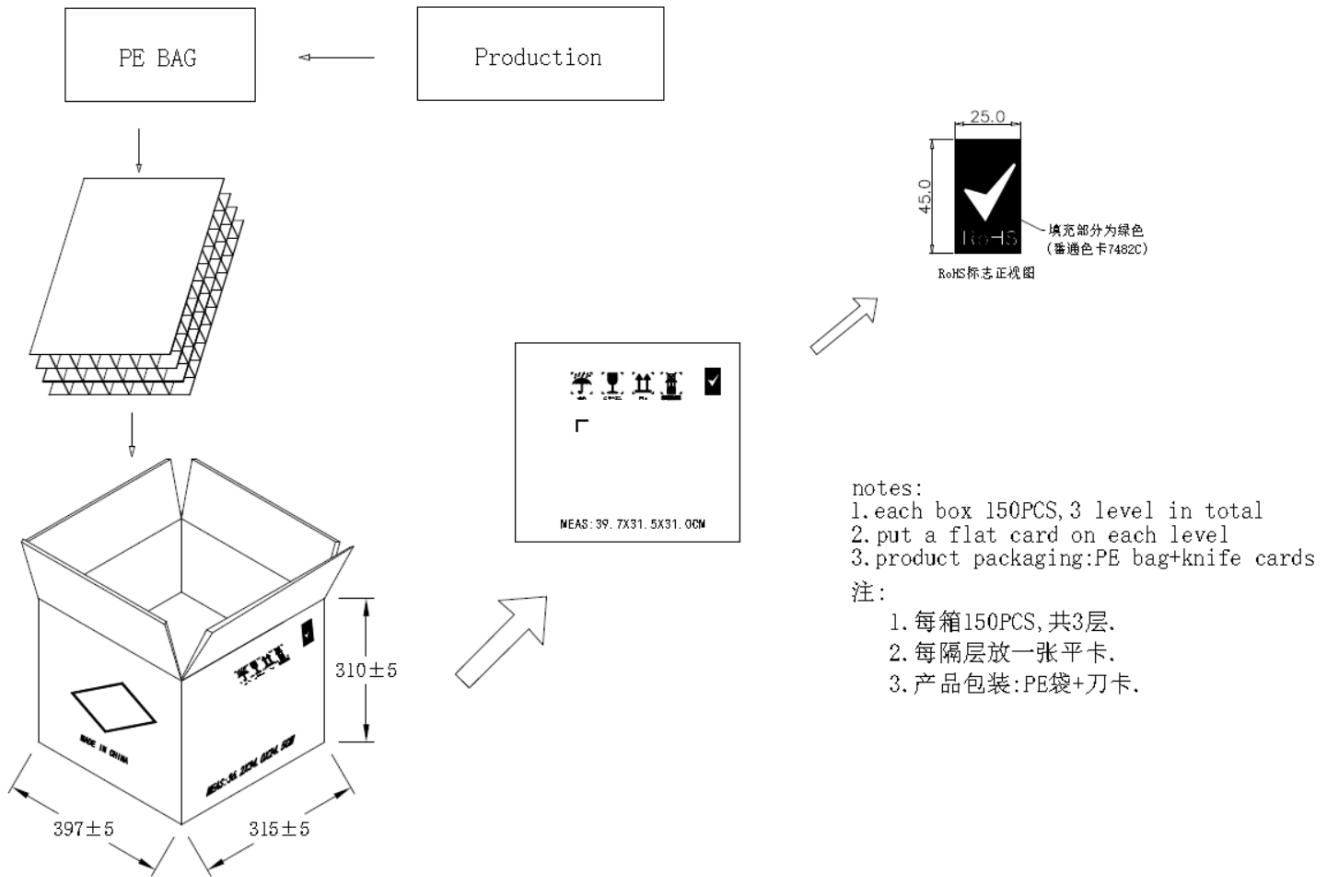 PE BAG
Production
25.0
45.0
RoHS
填充部分为绿色
(番通色卡7482C)
RoHS标志正视图
MEAS:39.7X31.5X31.0CM
310±5
MADE IN CHINA
397±5
315±5
notes:
1.each box 150PCS,3 level in total
2.put a flat card on each level
3.product packaging:PE bag+knife cards
注:
1.每箱150PCS,共3层.
2.每隔层放一张平卡.
3.产品包装:PE袋+刀卡.